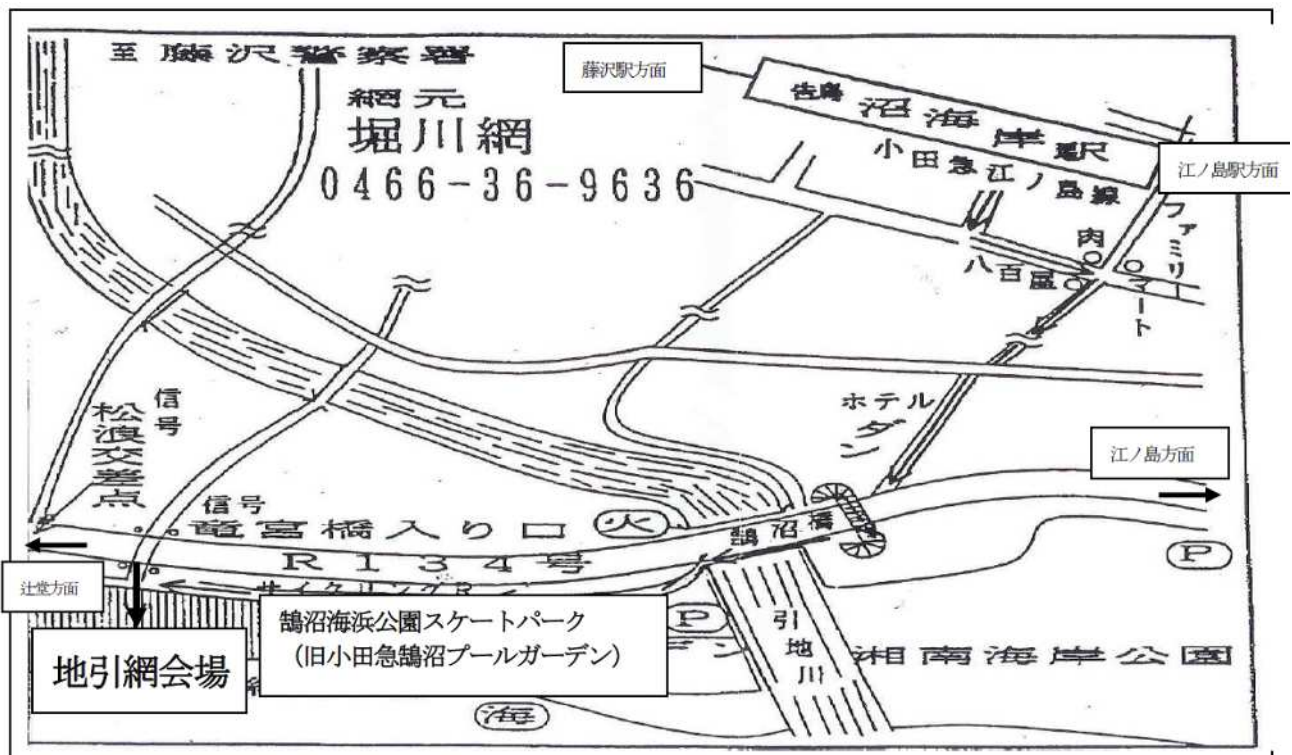 至 藤沢警察署
藤沢駅方面
網元
堀川網
0466-36-9636
鵠沼海岸駅
小田急江ノ島線
江ノ島駅方面
ファミリ
マート
肉
八百屋
ホテル
ダン
江ノ島方面
信号
松浪交差点
信号
竜宮橋入り口
火
鵠沼橋
R134号
サイクリングR
辻堂方面
P
P
鵠沼海浜公園スケートパーク
(旧小田急鵠沼プールガーデン)
デン
引地川
湘南海岸公園
地引網会場
海